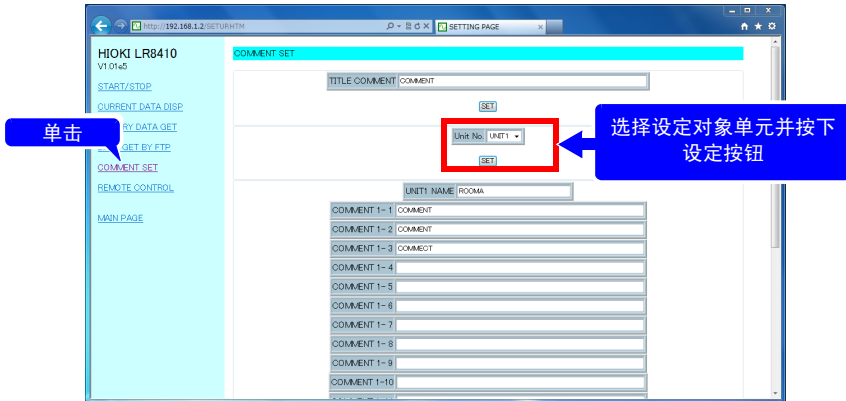 http://192.168.1.2/SETUP.HTM
SETTING PAGE
HIOKI LR8410
V1.01e5
COMMENT SET
START/STOP
TITLE COMMENT COMMENT
SET
CURRENT DATA DISP
单击
RY DATA GET
Unit No. UNIT1
选择设定对象单元并按下
设定按钮
GET BY FTP
SET
COMMENT SET
REMOTE CONTROL
UNIT1 NAME ROOMA
COMMENT 1- 1 COMMENT
MAIN PAGE
COMMENT 1- 2 COMMENT
COMMENT 1- 3 COMMECT
COMMENT 1- 4
COMMENT 1- 5
COMMENT 1- 6
COMMENT 1- 7
COMMENT 1- 8
COMMENT 1- 9
COMMENT 1-10